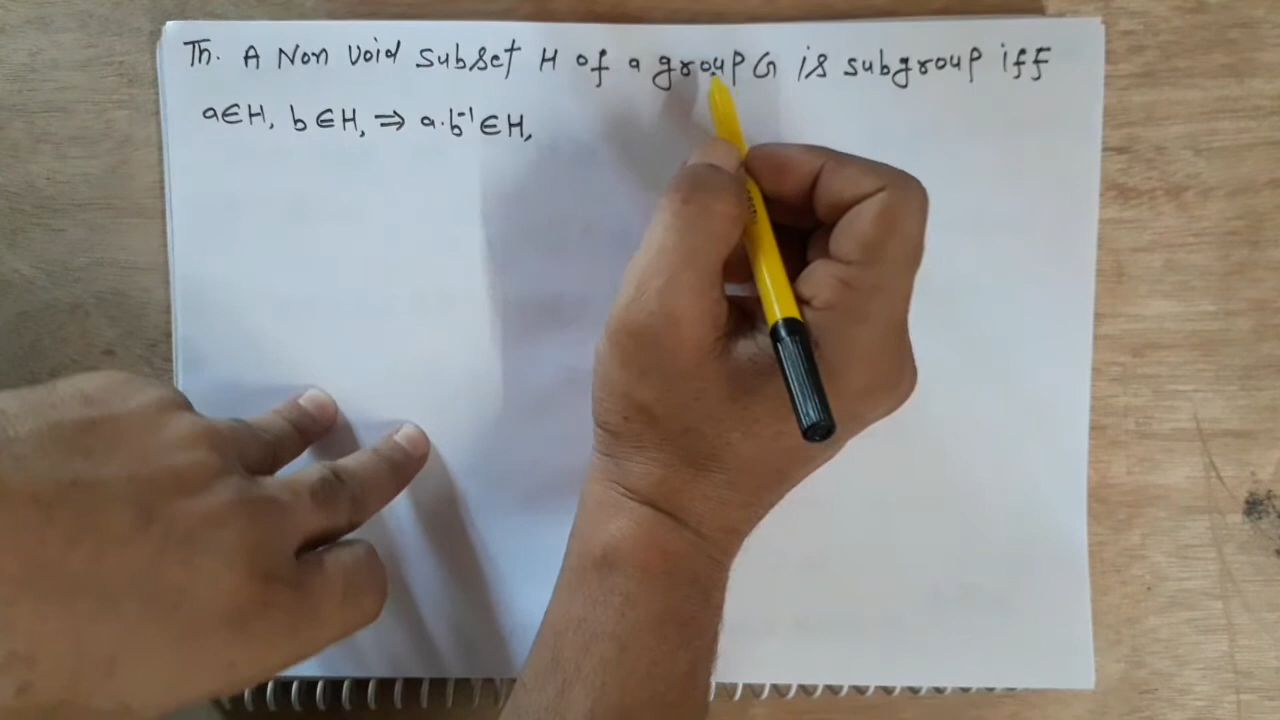 Th. A Non Void Subset H of a group G is subgroup iff
a∈H, b∈H, ⇒ a.b⁻¹∈H,